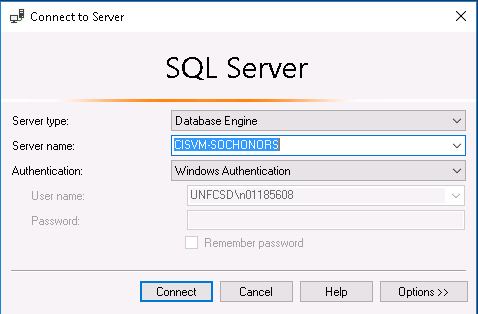 Connect to Server
SQL Server
Server type: Database Engine
Server name: CISVM-SOCHONORS
Authentication: Windows Authentication
User name: UNFCSD\n01185608
Password:
Remember password
Connect Cancel Help Options >>